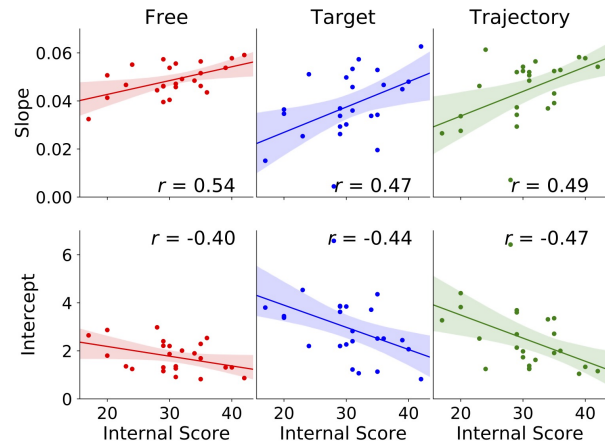 Free Target Trajectory
0.06
0.04
0.02
0.00
Slope
r = 0.54 r = 0.47 r = 0.49
r = -0.40 r = -0.44 r = -0.47
6
4
2
0
Intercept
20 30 40 20 30 40 20 30 40
Internal Score Internal Score Internal Score